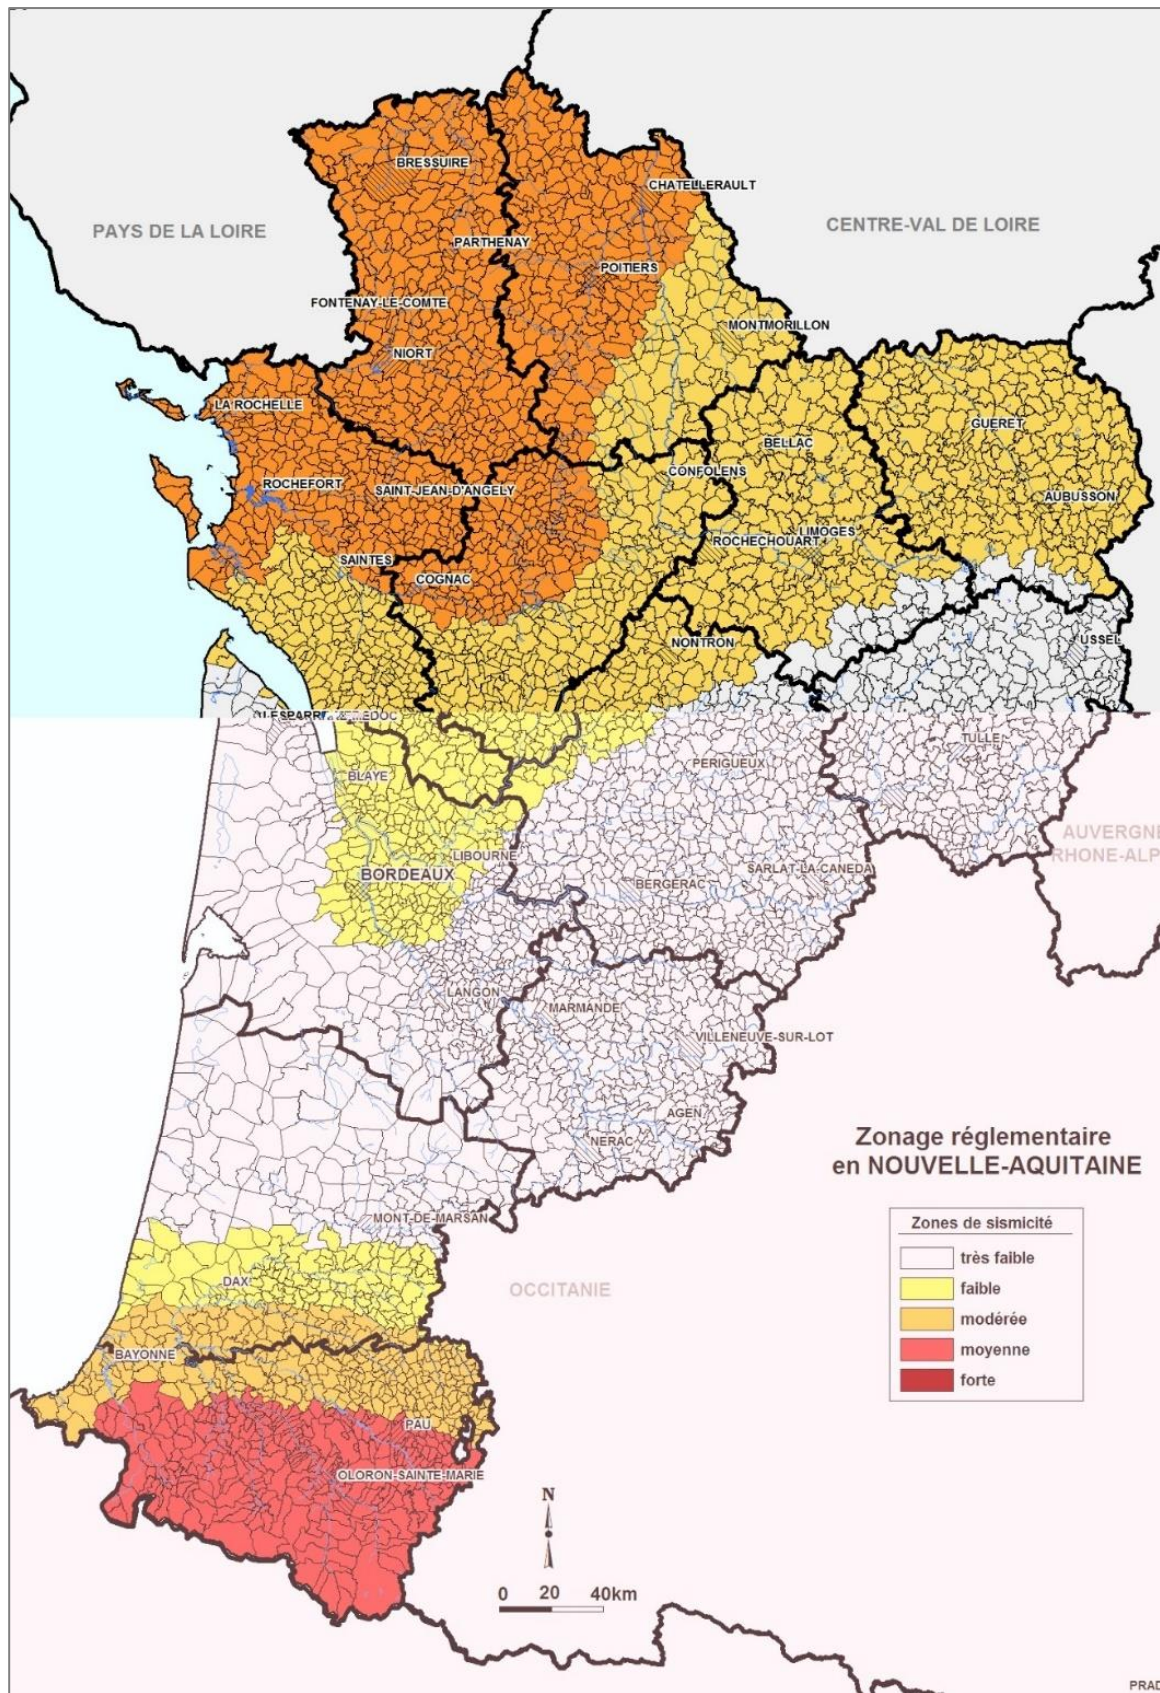 BRESSUIRE
CHATELLERAULT
PAYS DE LA LOIRE
CENTRE-VAL DE LOIRE
PARTHENAY
POITIERS
FONTENAY-LE-COMTE
MONTMORILLON
NIORT
LA ROCHELLE
GUERET
BELLAC
CONFOLENS
ROCHEFORT
SAINT-JEAN-D'ANGELY
AUBUSSON
LIMOGES
ROCHECHOUART
SAINTES
COGNAC
NONTRON
USSEL
TULLE
PERIGUEUX
BLAYE
AUVERGNE
RHONE-ALP
LIBOURNE
BORDEAUX
SARLAT-LA-CANEDA
BERGERAC
LANGON
MARMANDE
VILLENEUVE-SUR-LOT
AGEN
NERAC
Zonage réglementaire
en NOUVELLE-AQUITAINE
MONT-DE-MARSAN
Zones de sismicité
très faible
faible
modérée
moyenne
forte
DAX
OCCITANIE
BAYONNE
PAU
OLORON-SAINTE-MARIE
N
0 20 40km
PRAD